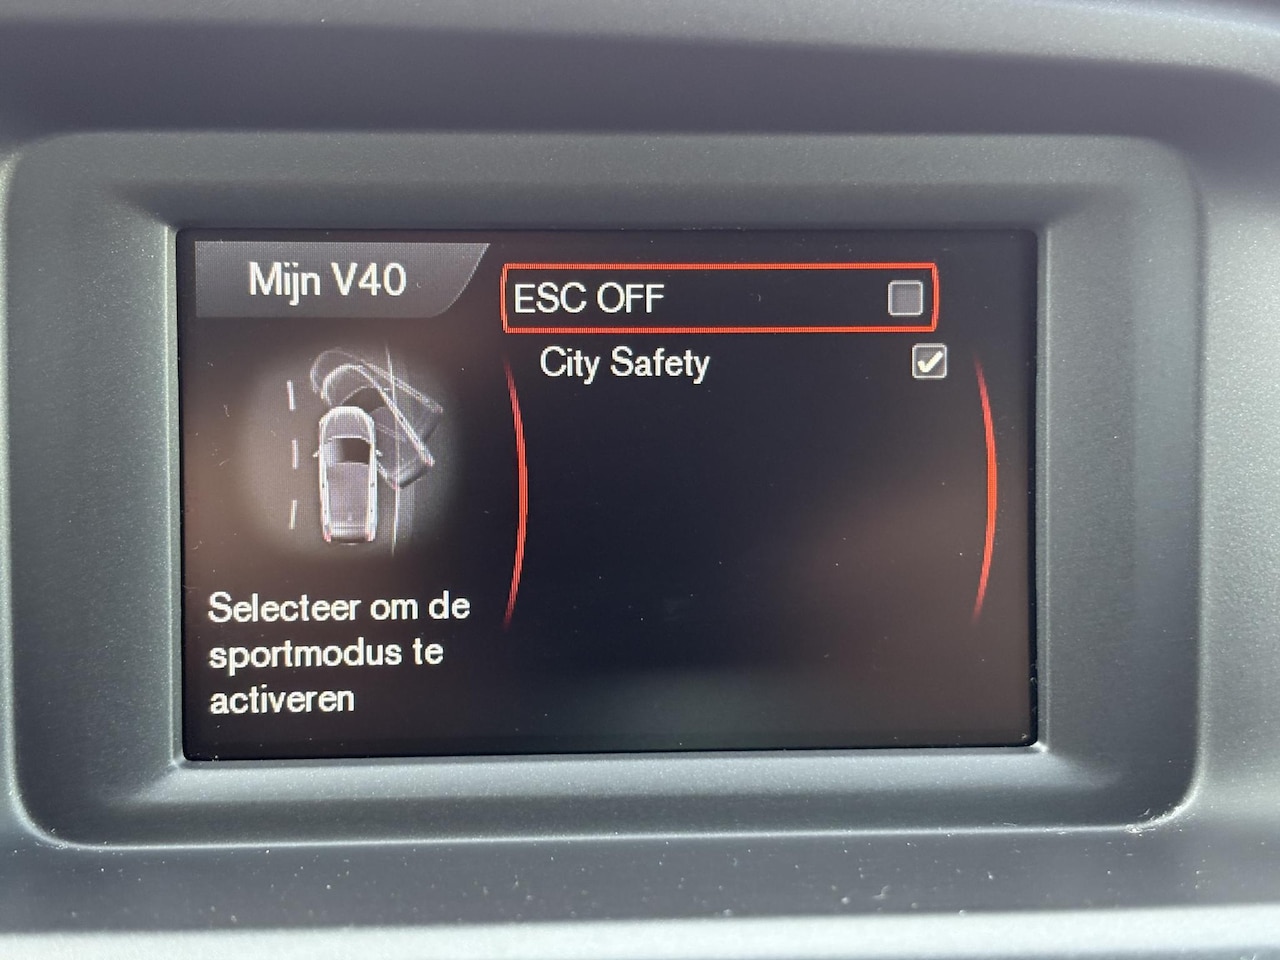 Mijn V40
ESC OFF
City Safety
Selecteer om de
sportmodus te
activeren